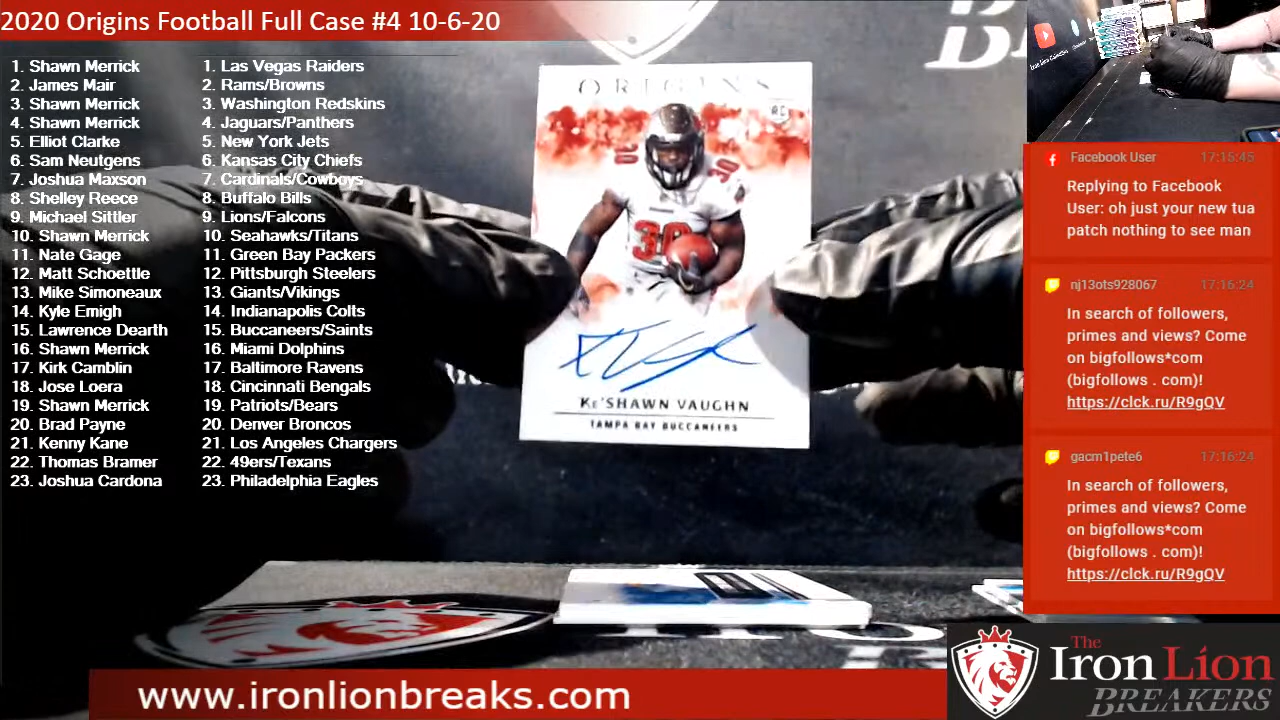 2020 Origins Football Full Case #4 10-6-20
1. Shawn Merrick
2. James Mair
3. Shawn Merrick
4. Shawn Merrick
5. Elliot Clarke
6. Sam Neutgens
7. Joshua Maxson
8. Shelley Reece
9. Michael Sittler
10. Shawn Merrick
11. Nate Gage
12. Matt Schoettle
13. Mike Simoneaux
14. Kyle Emigh
15. Lawrence Dearth
16. Shawn Merrick
17. Kirk Camblin
18. Jose Loera
19. Shawn Merrick
20. Brad Payne
21. Kenny Kane
22. Thomas Bramer
23. Joshua Cardona
1. Las Vegas Raiders
2. Rams/Browns
3. Washington Redskins
4. Jaguars/Panthers
5. New York Jets
6. Kansas City Chiefs
7. Cardinals/Cowboys
8. Buffalo Bills
9. Lions/Falcons
10. Seahawks/Titans
11. Green Bay Packers
12. Pittsburgh Steelers
13. Giants/Vikings
14. Indianapolis Colts
15. Buccaneers/Saints
16. Miami Dolphins
17. Baltimore Ravens
18. Cincinnati Bengals
19. Patriots/Bears
20. Denver Broncos
21. Los Angeles Chargers
22. 49ers/Texans
23. Philadelphia Eagles
ORIGINS
RC
30
30
KE'SHAWN VAUGHN
TAMPA BAY BUCCANEERS
Facebook User 17:15:45
Replying to Facebook
User: oh just your new tua
patch nothing to see man
nj13ots928067 17:16:24
In search of followers,
primes and views? Come
on bigfollows*com
(bigfollows . com)!
https://clck.ru/R9gQV
gacm1pete6 17:16:24
In search of followers,
primes and views? Come
on bigfollows*com
(bigfollows . com)!
https://clck.ru/R9gQV
www.ironlionbreaks.com
The
Iron Lion
BREAKERS